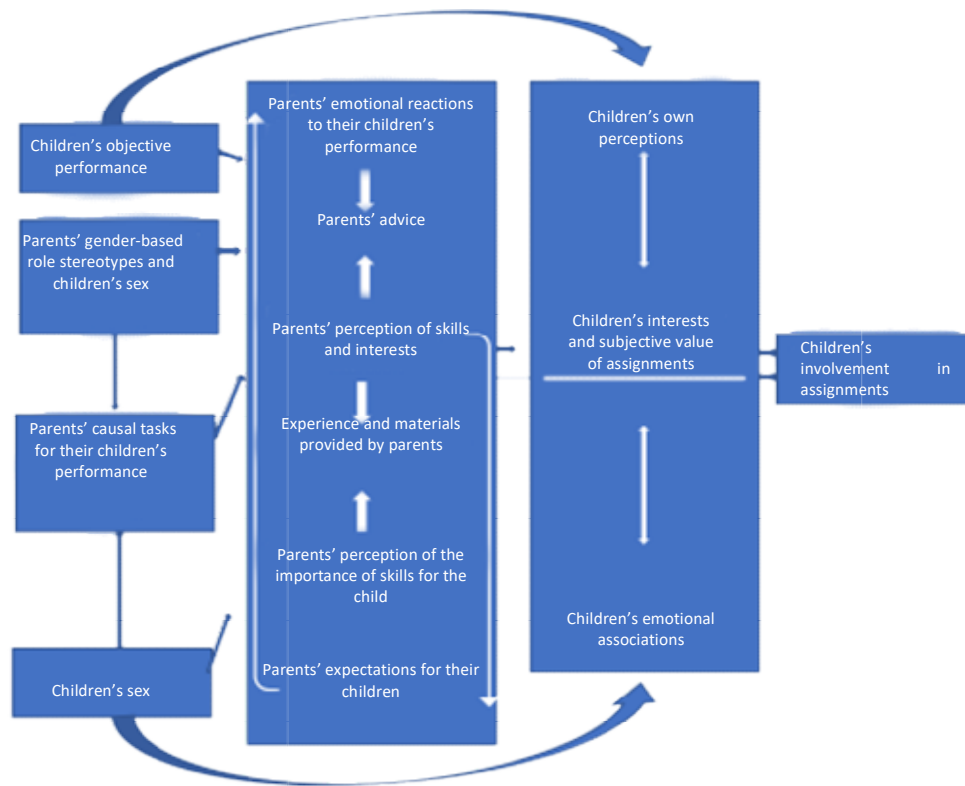 Children's objective
performance
Parents' gender-based
role stereotypes and
children's sex
Parents' causal tasks
for their children's
performance
Children's sex
Parents' emotional reactions
to their children's
performance
Parents' advice
Parents' perception of skills
and interests
Experience and materials
provided by parents
Parents' perception of the
importance of skills for the
child
Parents' expectations for their
children
Children's own
perceptions
Children's interests
and subjective value
of assignments
Children's emotional
associations
Children's
involvement in
assignments